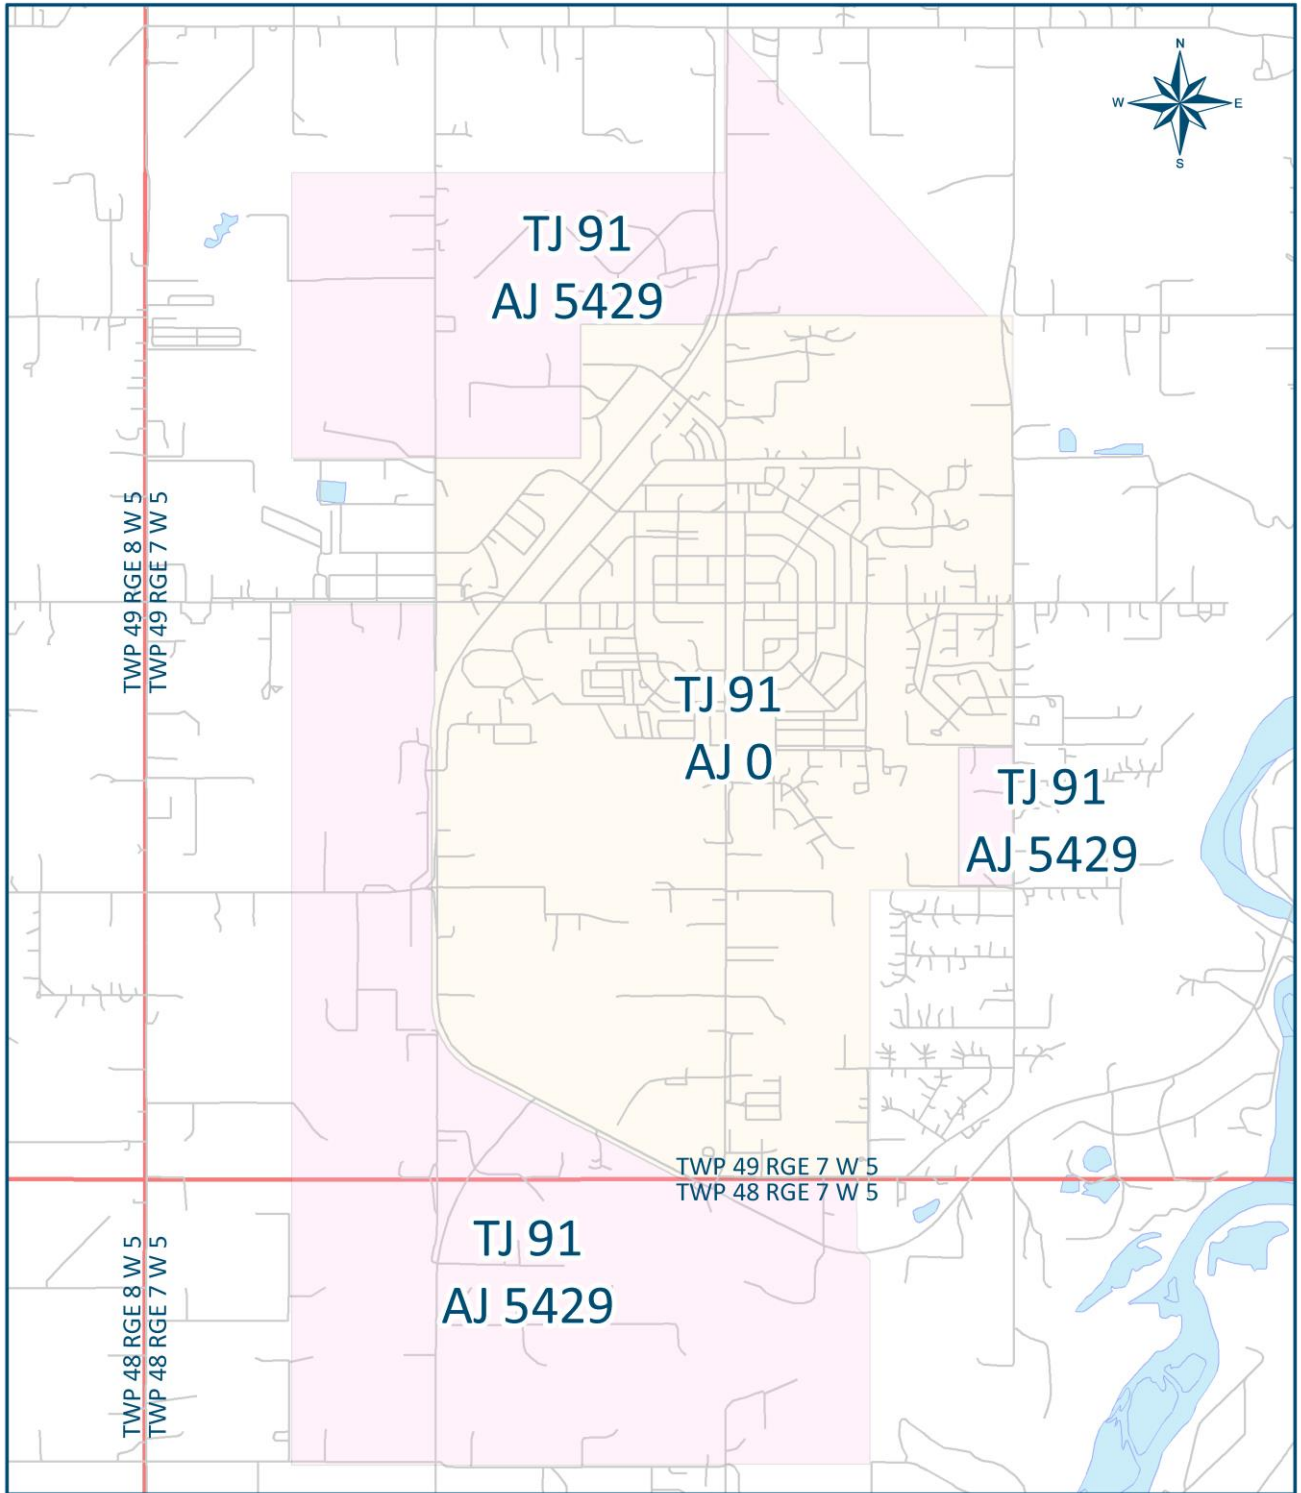 N
W
E
S
TJ 91
AJ 5429
TWP 49 RGE 8 W 5
TWP 49 RGE 7 W 5
TJ 91
AJ 0
TJ 91
AJ 5429
TWP 49 RGE 7 W 5
TWP 48 RGE 7 W 5
TJ 91
AJ 5429
TWP 48 RGE 8 W 5
TWP 48 RGE 7 W 5